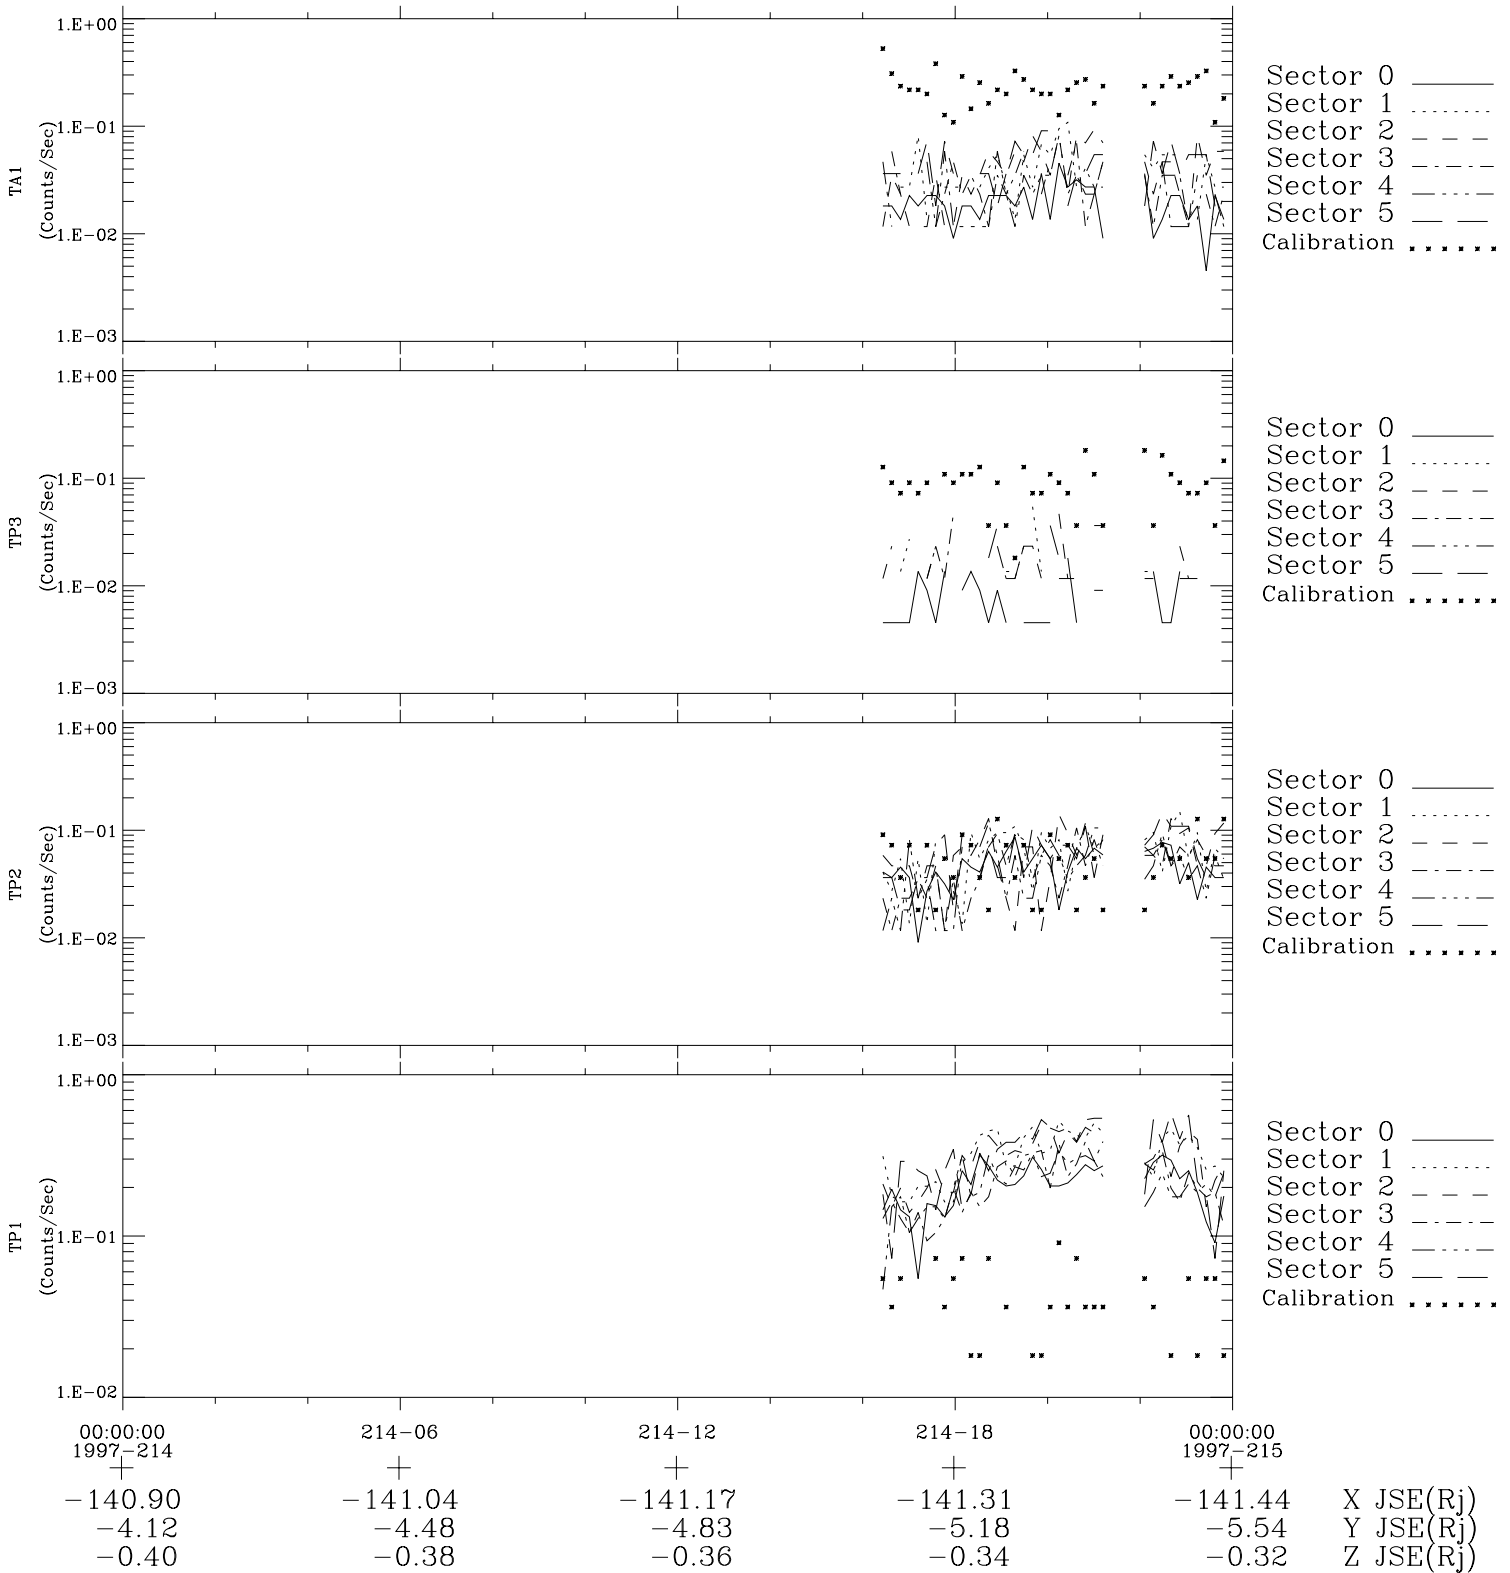 1.E+00
1.E−01
1.E−02
1.E−03
TA1
(Counts/Sec)
Sector 0
Sector 1
Sector 2
Sector 3
Sector 4
Sector 5
Calibration
1.E+00
1.E−01
1.E−02
1.E−03
TP3
(Counts/Sec)
Sector 0
Sector 1
Sector 2
Sector 3
Sector 4
Sector 5
Calibration
1.E+00
1.E−01
1.E−02
1.E−03
TP2
(Counts/Sec)
Sector 0
Sector 1
Sector 2
Sector 3
Sector 4
Sector 5
Calibration
1.E+00
1.E−01
1.E−02
TP1
(Counts/Sec)
Sector 0
Sector 1
Sector 2
Sector 3
Sector 4
Sector 5
Calibration
00:00:00 214−06 214−12 214−18 00:00:00
1997−214 1997−215
−140.90 −141.04 −141.17 −141.31 −141.44 X JSE(Rj)
−4.12 −4.48 −4.83 −5.18 −5.54 Y JSE(Rj)
−0.40 −0.38 −0.36 −0.34 −0.32 Z JSE(Rj)